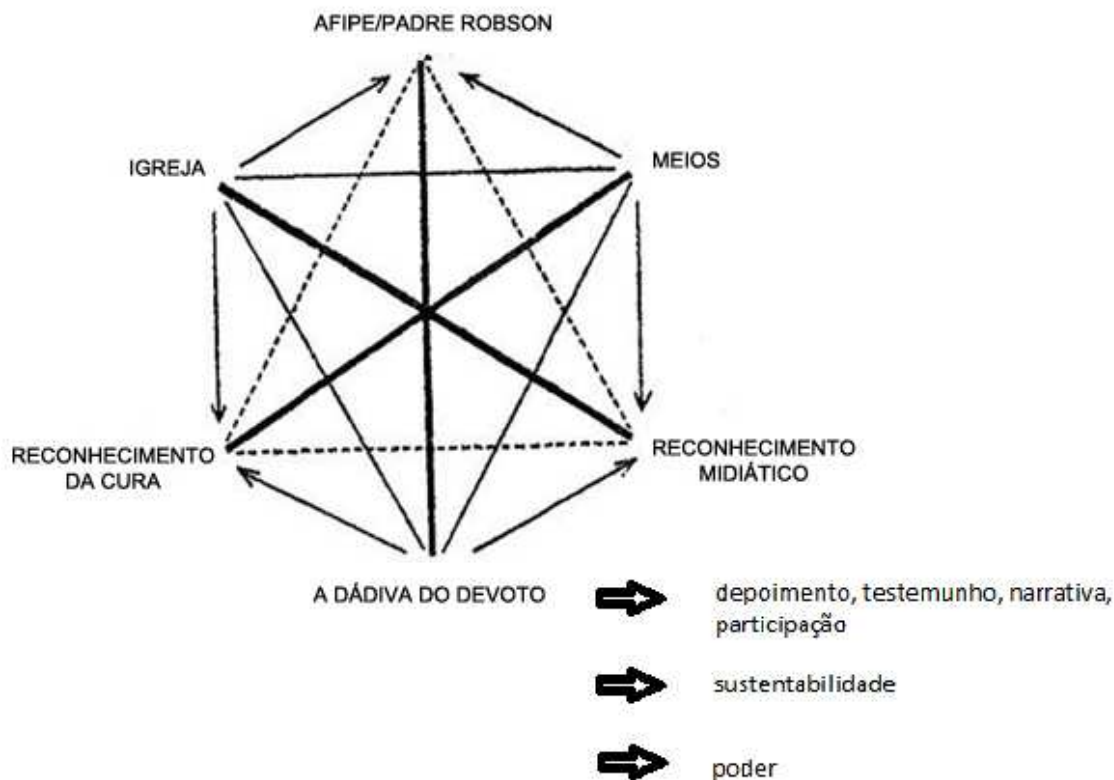 AFIPE/PADRE ROBSON
IGREJA
MEIOS
RECONHECIMENTO
DA CURA
RECONHECIMENTO
MIDIÁTICO
A DÁDIVA DO DEVOTO
depoimento, testemunho, narrativa,
participação
sustentabilidade
poder